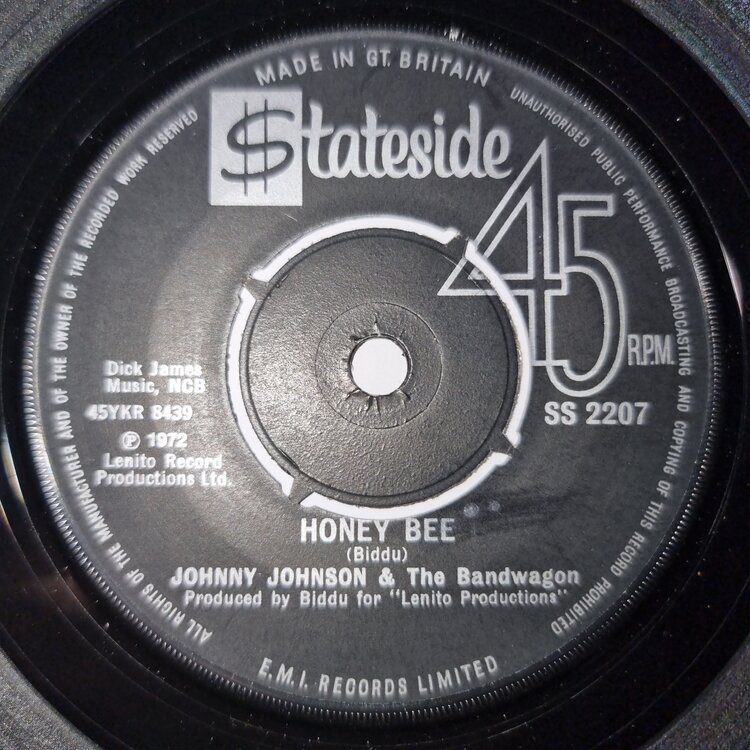 MADE IN GT. BRITAIN
$tateside
45
R.P.M.
SS 2207
Dick James
Music, NCB
45YKR 8439
Ⓟ 1972
Lenito Record
Productions Ltd.
HONEY BEE
(Biddu)
JOHNNY JOHNSON & The Bandwagon
Produced by Biddu for "Lenito Productions"
E.M.I. RECORDS LIMITED
ALL RIGHTS OF THE MANUFACTURER AND OF THE OWNER OF THE RECORDED WORK RESERVED
UNAUTHORISED PUBLIC PERFORMANCE BROADCASTING AND COPYING OF THIS RECORD PROHIBITED